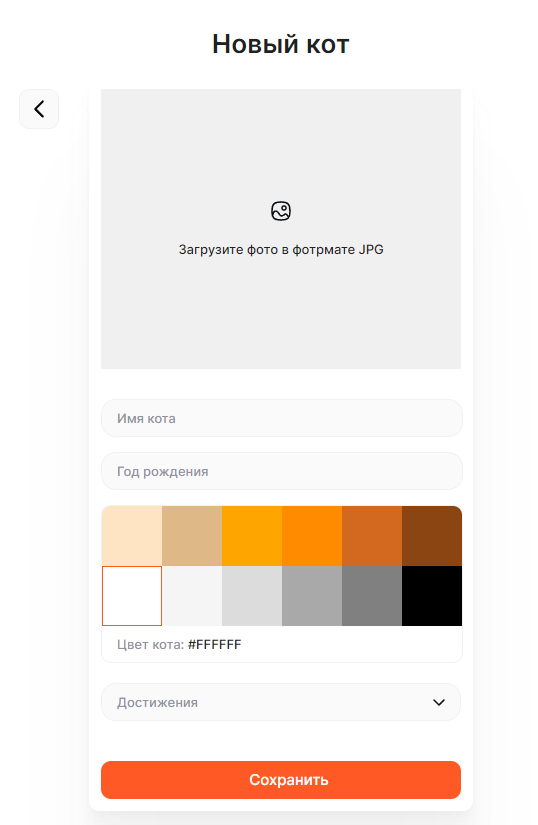 Новый кот
Загрузите фото в фотрмате JPG
Имя кота
Год рождения
Цвет кота: #FFFFFF
Достижения
Сохранить